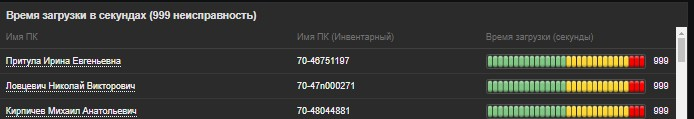 Время загрузки в секундах (999 неисправность)
Имя ПК Имя ПК (Инвентарный) Время загрузки (секунды)
Притула Ирина Евгеньевна 70-46751197 999
Ловцевич Николай Викторович 70-47n000271 999
Кирпичев Михаил Анатольевич 70-48044881 999